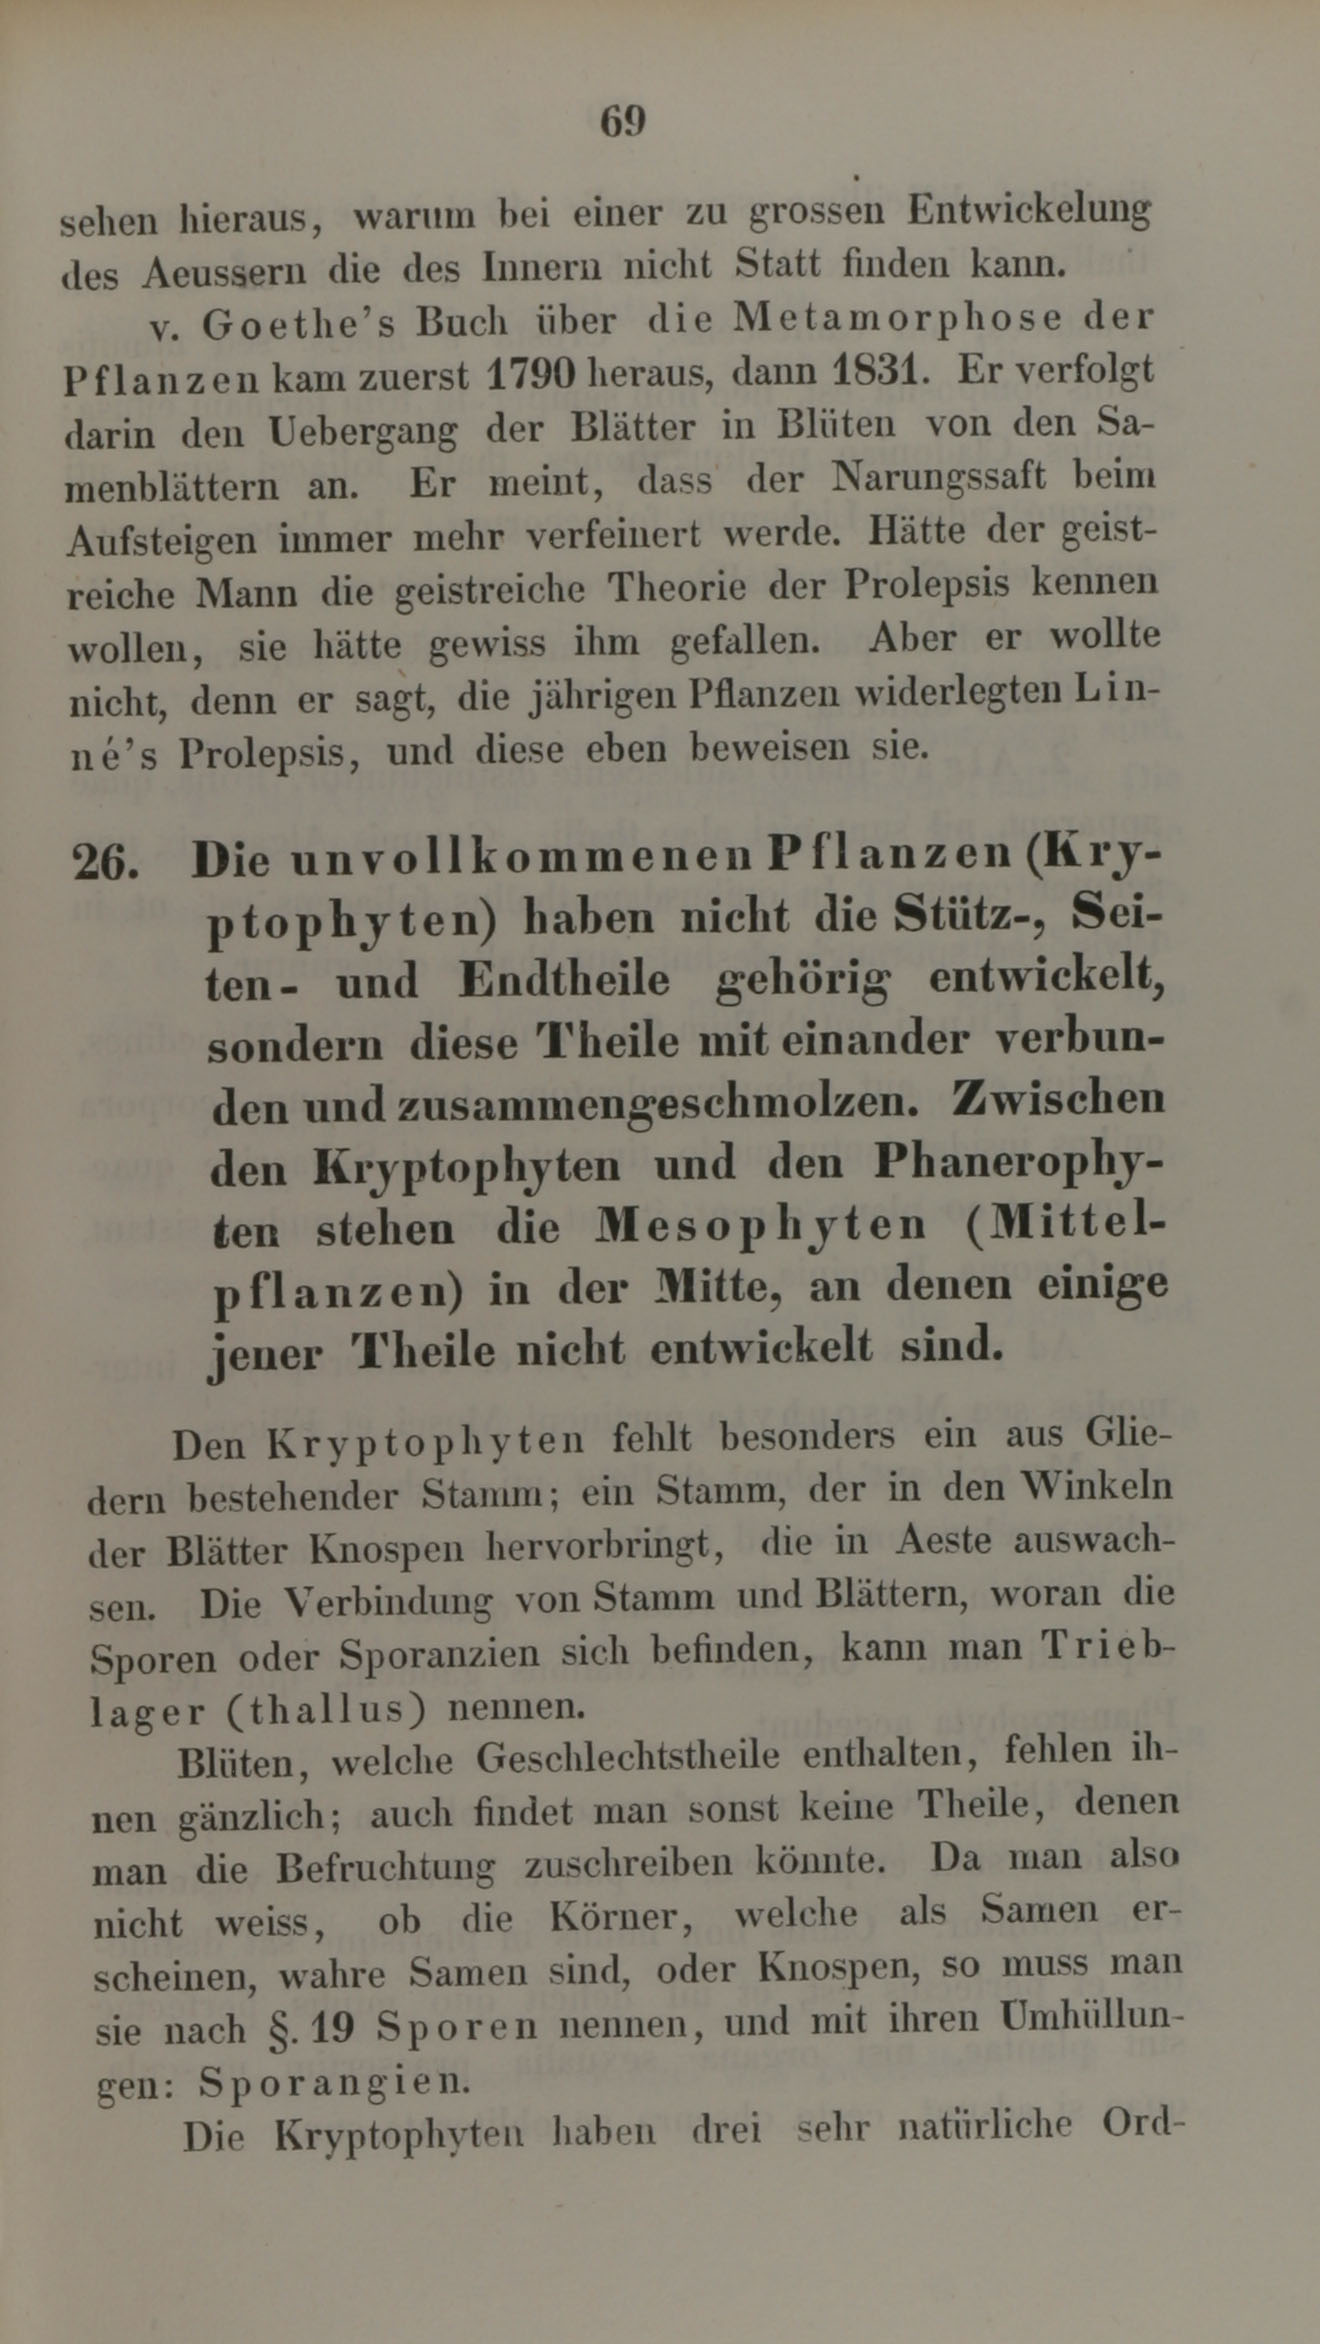 69
sehen hieraus, warum bei einer zu grossen Entwickelung
des Aeussern die des Innern nicht Statt finden kann.
v. Goethe's Buch über die Metamorphose der
Pflanzen kam zuerst 1790 heraus, dann 1831. Er verfolgt
darin den Uebergang der Blätter in Blüten von den Sa-
menblättern an. Er meint, dass der Narungssaft beim
Aufsteigen immer mehr verfeinert werde. Hätte der geist-
reiche Mann die geistreiche Theorie der Prolepsis kennen
wollen, sie hätte gewiss ihm gefallen. Aber er wollte
nicht, denn er sagt, die jährigen Pflanzen widerlegten Lin-
né's Prolepsis, und diese eben beweisen sie.
26. Die unvollkommenen Pflanzen (Kry-
ptophyten) haben nicht die Stütz-, Sei-
ten- und Endtheile gehörig entwickelt,
sondern diese Theile mit einander verbun-
den und zusammengeschmolzen. Zwischen
den Kryptophyten und den Phanerophy-
ten stehen die Mesophyten (Mittel-
pflanzen) in der Mitte, an denen einige
jener Theile nicht entwickelt sind.
Den Kryptophyten fehlt besonders ein aus Glie-
dern bestehender Stamm; ein Stamm, der in den Winkeln
der Blätter Knospen hervorbringt, die in Aeste auswach-
sen. Die Verbindung von Stamm und Blättern, woran die
Sporen oder Sporanzien sich befinden, kann man Trieb-
lager (thallus) nennen.
Blüten, welche Geschlechtstheile enthalten, fehlen ih-
nen gänzlich; auch findet man sonst keine Theile, denen
man die Befruchtung zuschreiben könnte. Da man also
nicht weiss, ob die Körner, welche als Samen er-
scheinen, wahre Samen sind, oder Knospen, so muss man
sie nach §. 19 Sporen nennen, und mit ihren Umhüllun-
gen: Sporangien.
Die Kryptophyten haben drei sehr natürliche Ord-